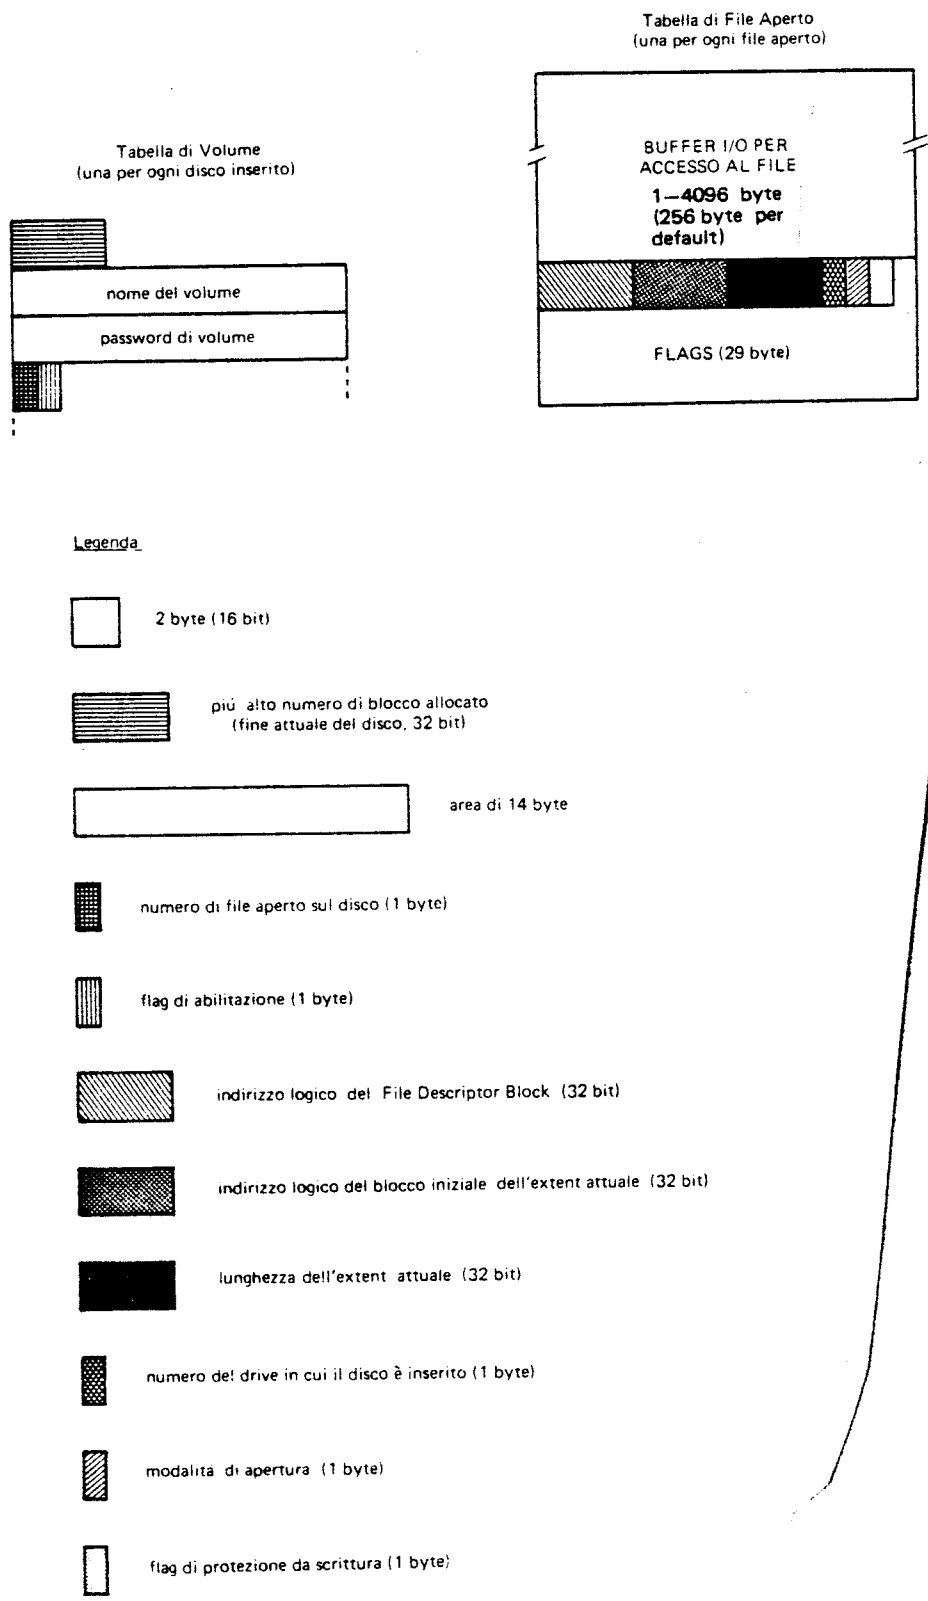 Tabella di File Aperto
(una per ogni file aperto)
Tabella di Volume
(una per ogni disco inserito)
BUFFER I/O PER
ACCESSO AL FILE
1—4096 byte
(256 byte per
default)
nome del volume
password di volume
FLAGS (29 byte)
Legenda
2 byte (16 bit)
piú alto numero di blocco allocato
(fine attuale del disco, 32 bit)
area di 14 byte
numero di file aperto sul disco (1 byte)
flag di abilitazione (1 byte)
indirizzo logico del File Descriptor Block (32 bit)
indirizzo logico del blocco iniziale dell'extent attuale (32 bit)
lunghezza dell'extent attuale (32 bit)
numero del drive in cui il disco è inserito (1 byte)
modalitá di apertura (1 byte)
flag di protezione da scrittura (1 byte)